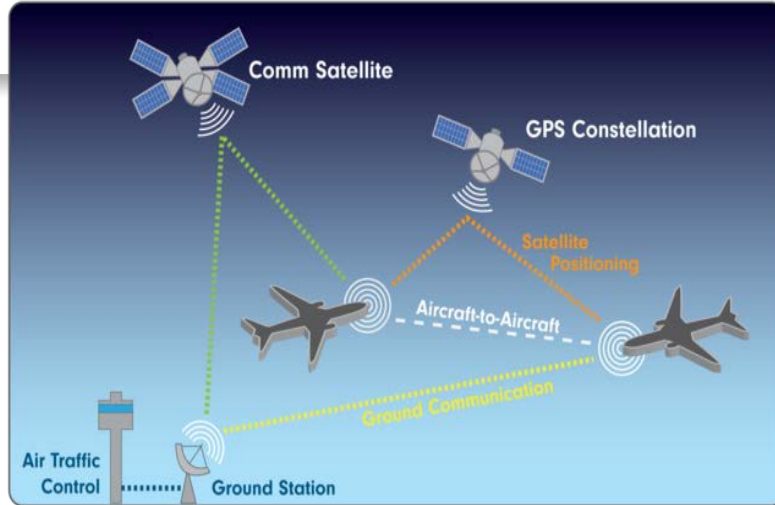 Comm Satellite
GPS Constellation
Satellite
Positioning
Aircraft-to-Aircraft
Ground Communication
Air Traffic
Control
Ground Station